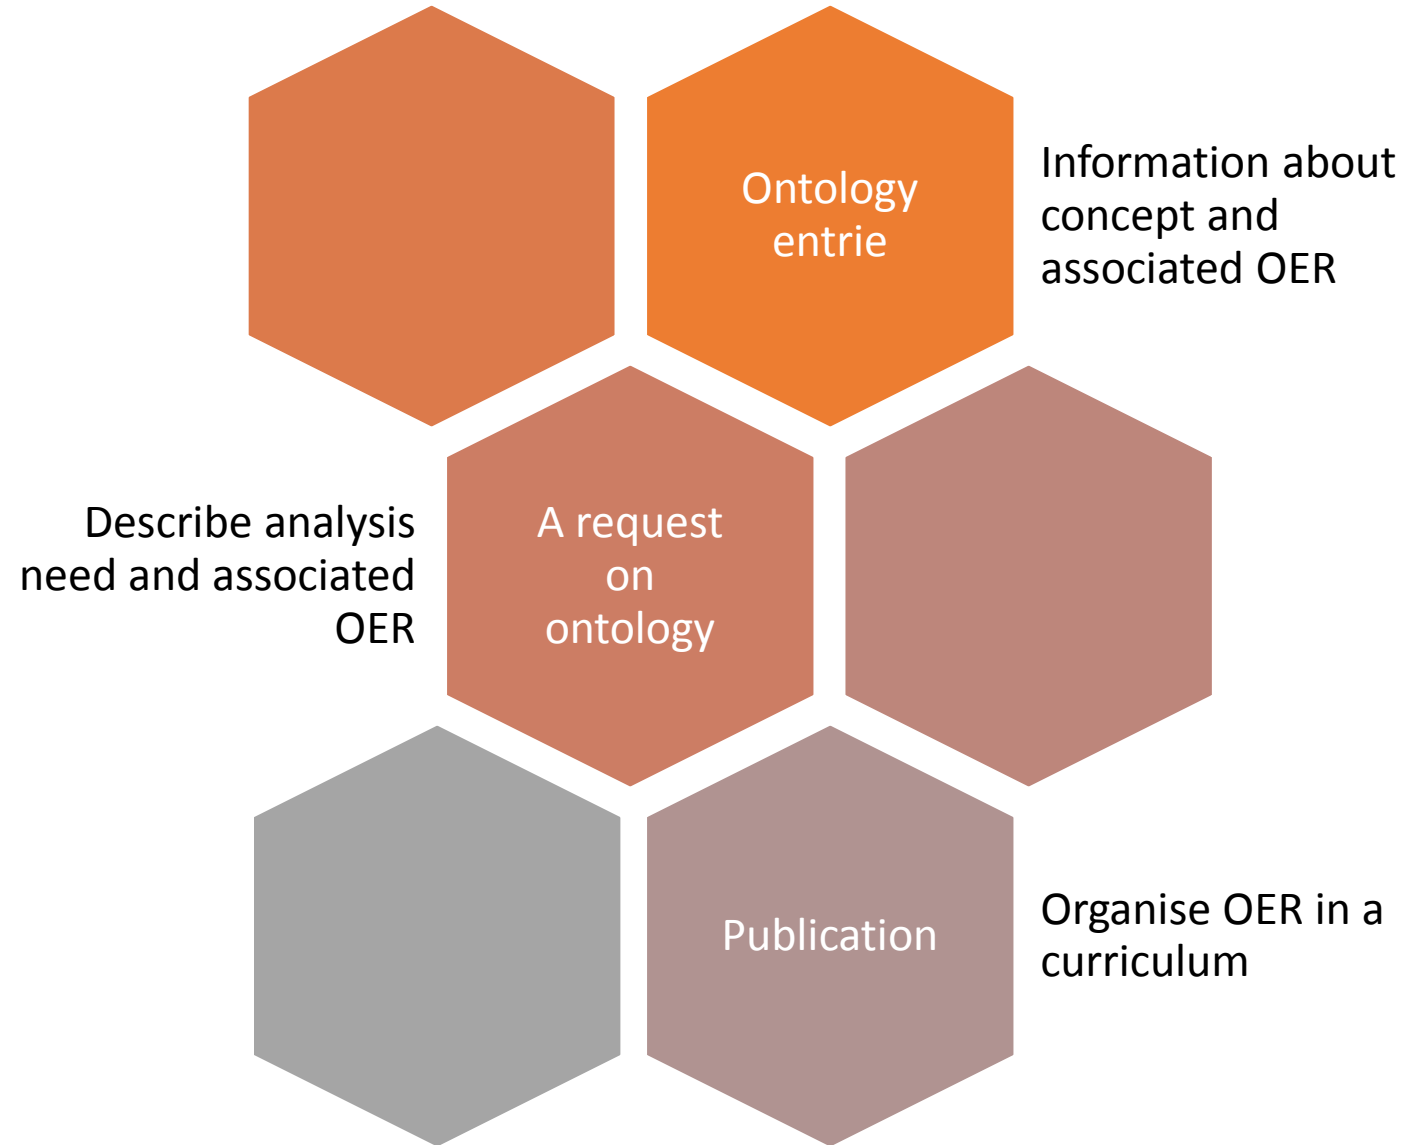 Ontology
entrie
Information about
concept and
associated OER
Describe analysis
need and associated
OER
A request
on
ontology
Publication
Organise OER in a
curriculum